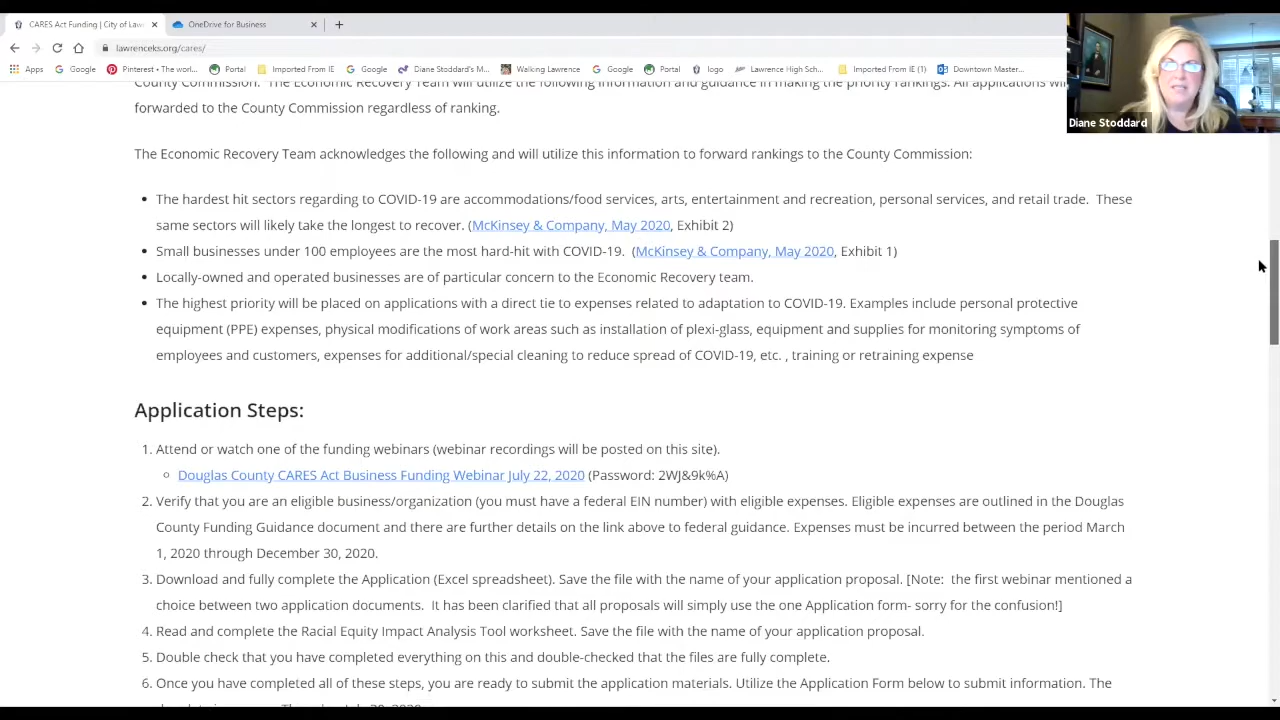 CARES Act Funding | City of Law
OneDrive for Business
lawrenceks.org/cares/
Apps Google Pinterest • The worl... Portal Imported From IE Google Diane Stoddard's M... Walking Lawrence Google Portal logo Lawrence High Sch... Imported From IE (1) Downtown Master...
County Commission. The Economic Recovery Team will utilize the following information and guidance in making the priority rankings. All applications wi
forwarded to the County Commission regardless of ranking.
Diane Stoddard
The Economic Recovery Team acknowledges the following and will utilize this information to forward rankings to the County Commission:
• The hardest hit sectors regarding to COVID-19 are accommodations/food services, arts, entertainment and recreation, personal services, and retail trade. These
same sectors will likely take the longest to recover. (McKinsey & Company, May 2020, Exhibit 2)
• Small businesses under 100 employees are the most hard-hit with COVID-19. (McKinsey & Company, May 2020, Exhibit 1)
• Locally-owned and operated businesses are of particular concern to the Economic Recovery team.
• The highest priority will be placed on applications with a direct tie to expenses related to adaptation to COVID-19. Examples include personal protective
equipment (PPE) expenses, physical modifications of work areas such as installation of plexi-glass, equipment and supplies for monitoring symptoms of
employees and customers, expenses for additional/special cleaning to reduce spread of COVID-19, etc. , training or retraining expense
Application Steps:
1. Attend or watch one of the funding webinars (webinar recordings will be posted on this site).
Douglas County CARES Act Business Funding Webinar July 22, 2020 (Password: 2WJ&9k%A)
2. Verify that you are an eligible business/organization (you must have a federal EIN number) with eligible expenses. Eligible expenses are outlined in the Douglas
County Funding Guidance document and there are further details on the link above to federal guidance. Expenses must be incurred between the period March
1, 2020 through December 30, 2020.
3. Download and fully complete the Application (Excel spreadsheet). Save the file with the name of your application proposal. [Note: the first webinar mentioned a
choice between two application documents. It has been clarified that all proposals will simply use the one Application form- sorry for the confusion!]
4. Read and complete the Racial Equity Impact Analysis Tool worksheet. Save the file with the name of your application proposal.
5. Double check that you have completed everything on this and double-checked that the files are fully complete.
6. Once you have completed all of these steps, you are ready to submit the application materials. Utilize the Application Form below to submit information. The